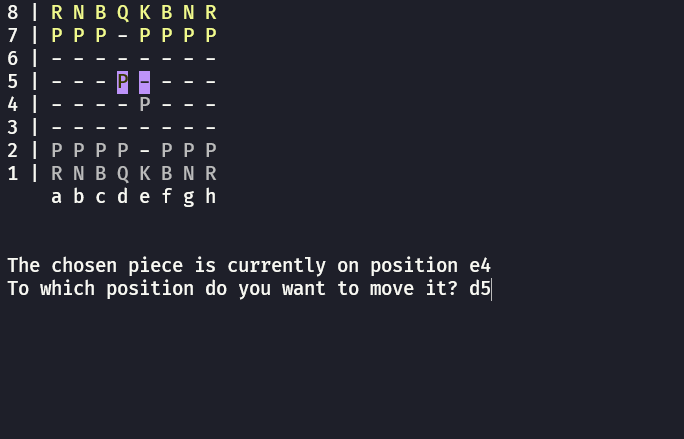 8 | R N B Q K B N R
7 | P P P - P P P P
6 | - - - - - - - -
5 | - - - P - - - -
4 | - - - - P - - -
3 | - - - - - - - -
2 | P P P P - P P P
1 | R N B Q K B N R
a b c d e f g h
The chosen piece is currently on position e4
To which position do you want to move it? d5